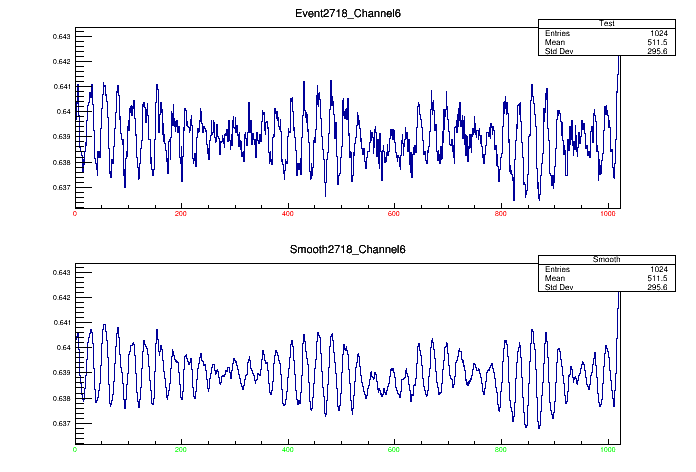 Event2718_Channel6
Test
Entries 1024
Mean 511.5
Std Dev 295.6
0.643
0.642
0.641
0.64
0.639
0.638
0.637
0 200 400 600 800 1000
Smooth2718_Channel6
Smooth
Entries 1024
Mean 511.5
Std Dev 295.6
0.643
0.642
0.641
0.64
0.639
0.638
0.637
0 200 400 600 800 1000